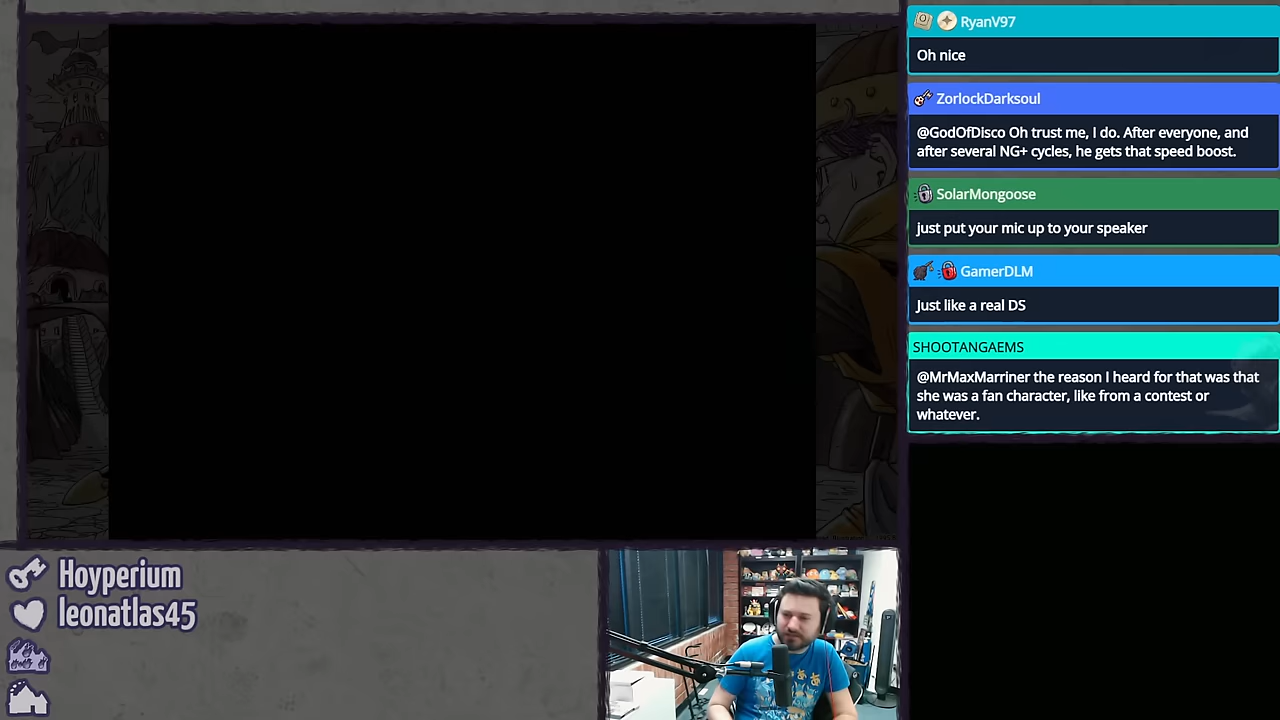 RyanV97
Oh nice
ZorlockDarksoul
@GodOfDisco Oh trust me, I do. After everyone, and
after several NG+ cycles, he gets that speed boost.
SolarMongoose
just put your mic up to your speaker
GamerDLM
Just like a real DS
SHOOTANGAEMS
@MrMaxMarriner the reason I heard for that was that
she was a fan character, like from a contest or
whatever.
Hoyperium
leonatlas45